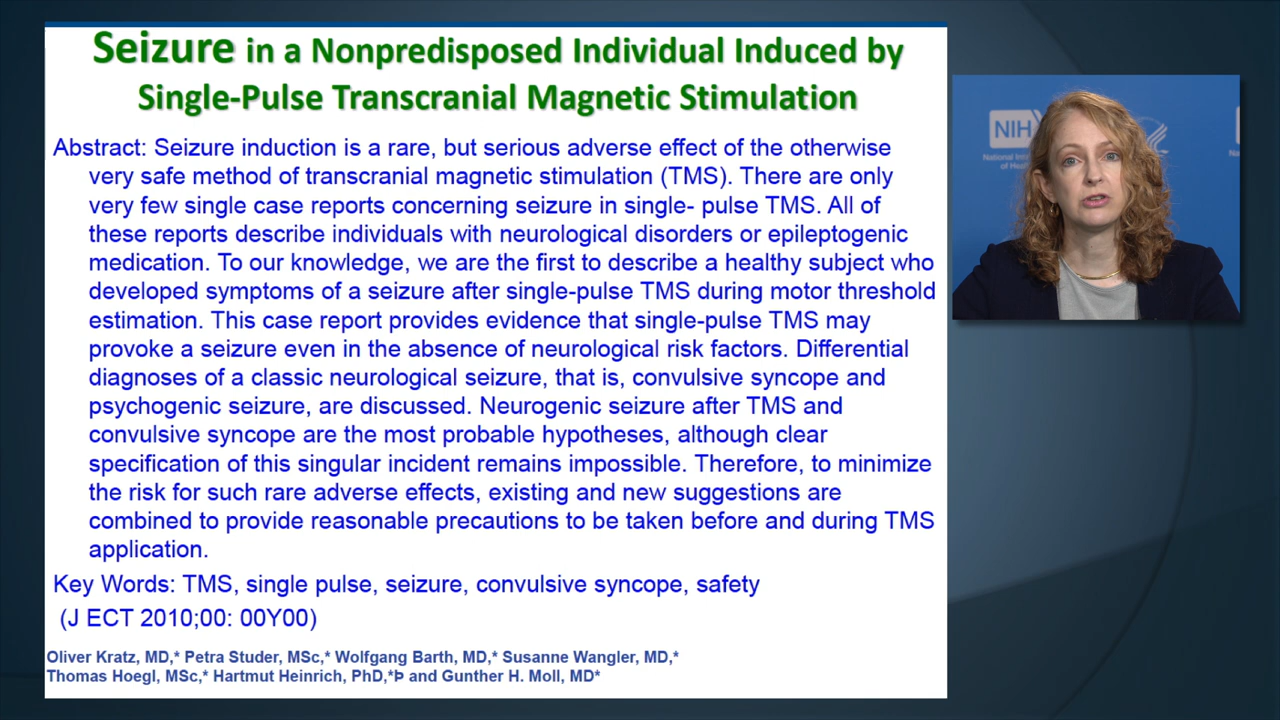 Seizure in a Nonpredisposed Individual Induced by
Single-Pulse Transcranial Magnetic Stimulation
Abstract: Seizure induction is a rare, but serious adverse effect of the otherwise
very safe method of transcranial magnetic stimulation (TMS). There are only
very few single case reports concerning seizure in single- pulse TMS. All of
these reports describe individuals with neurological disorders or epileptogenic
medication. To our knowledge, we are the first to describe a healthy subject who
developed symptoms of a seizure after single-pulse TMS during motor threshold
estimation. This case report provides evidence that single-pulse TMS may
provoke a seizure even in the absence of neurological risk factors. Differential
diagnoses of a classic neurological seizure, that is, convulsive syncope and
psychogenic seizure, are discussed. Neurogenic seizure after TMS and
convulsive syncope are the most probable hypotheses, although clear
specification of this singular incident remains impossible. Therefore, to minimize
the risk for such rare adverse effects, existing and new suggestions are
combined to provide reasonable precautions to be taken before and during TMS
application.
Key Words: TMS, single pulse, seizure, convulsive syncope, safety
(J ECT 2010;00: 00Y00)
Oliver Kratz, MD,* Petra Studer, MSc,* Wolfgang Barth, MD,* Susanne Wangler, MD,*
Thomas Hoegl, MSc,* Hartmut Heinrich, PhD,*Þ and Gunther H. Moll, MD*
NIH
National
of Heal